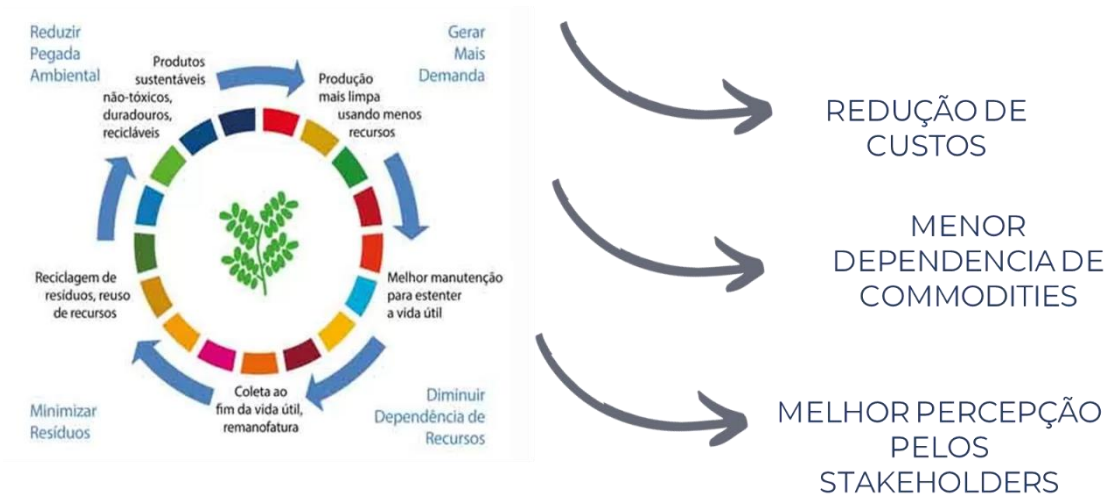 Reduzir
Pegada
Ambiental
Gerar
Mais
Demanda
Produtos
sustentáveis
não-tóxicos,
duradouros,
recicláveis
Produção
mais limpa
usando menos
recursos
Melhor manutenção
para estenter
a vida útil
Coleta ao
fim da vida útil,
remanofatura
Reciclagem de
resíduos, reuso
de recursos
Minimizar
Resíduos
Diminuir
Dependência de
Recursos
REDUÇÃO DE
CUSTOS
MENOR
DEPENDENCIA DE
COMMODITIES
MELHOR PERCEPÇÃO
PELOS
STAKEHOLDERS